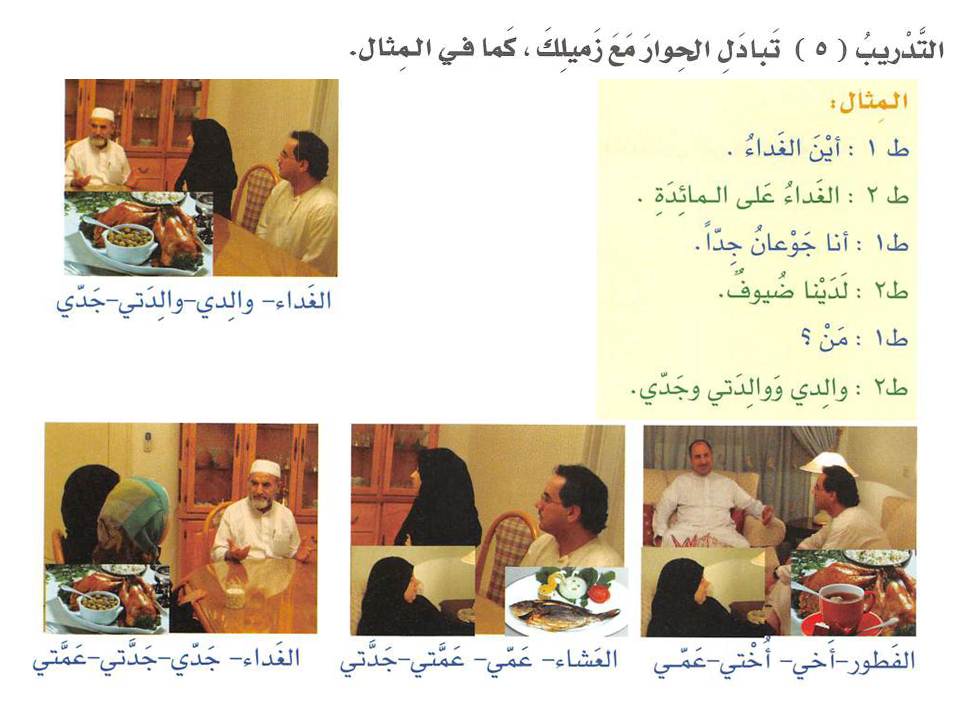 التَّدْريبُ ( ٥ ) تَبادَلِ الحِوارَ مَعَ زَميلِكَ ، كَما في المِثال.
المِثال:
ط ١ : أيْنَ الغَداءُ .
ط ٢ : الغَداءُ عَلى المائِدَةِ .
ط١ : أنا جَوْعانُ جِدّاً.
ط٢ : لَدَيْنا ضُيوفٌ.
ط١ : مَنْ ؟
ط٢ : والِدي وَوالِدَتي وجَدّي.
الغَداء- والِدي-والِدَتي-جَدّي
الفَطور-أَخي- أُخْتي-عَمّي
العَشاء- عَمّي- عَمَّتي-جَدَّتي
الغَداء- جَدّي-جَدَّتي-عَمَّتي